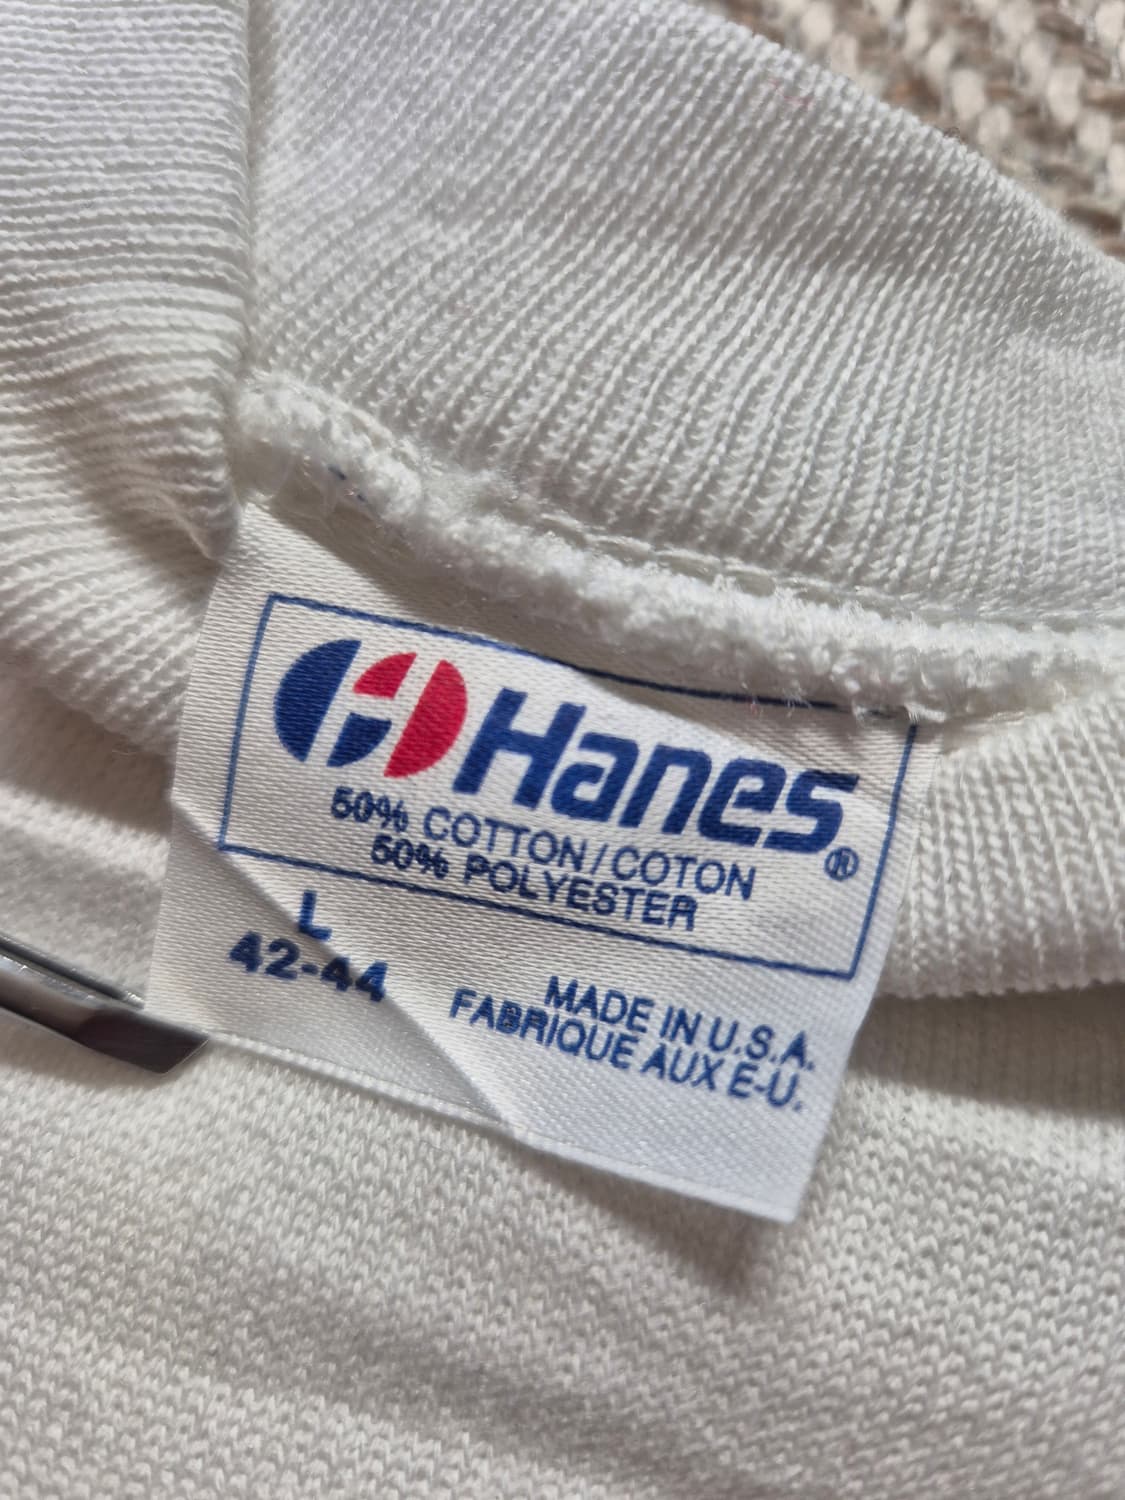 Hanes®
50% COTTON/COTON
50% POLYESTER
L
42-44
MADE IN U.S.A.
FABRIQUE AUX E-U.